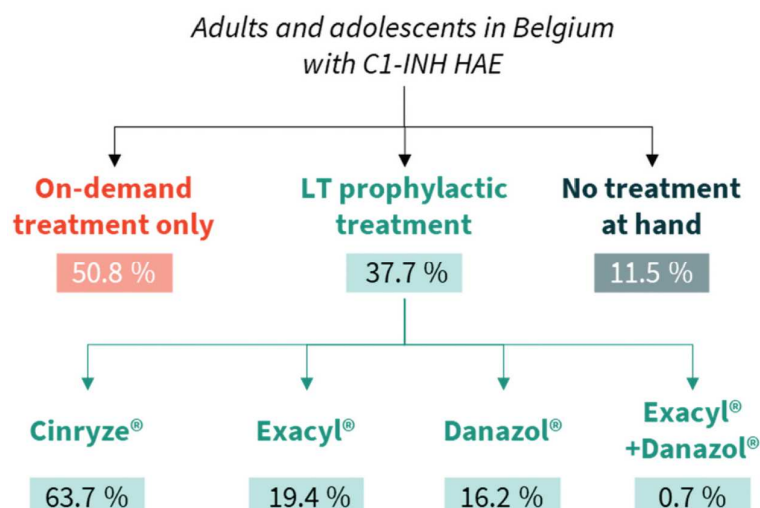 Adults and adolescents in Belgium
with C1-INH HAE
On-demand
treatment only
50.8 %
LT prophylactic
treatment
37.7 %
No treatment
at hand
11.5 %
Cinryze®
63.7 %
Exacyl®
19.4 %
Danazol®
16.2 %
Exacyl®
+Danazol®
0.7 %